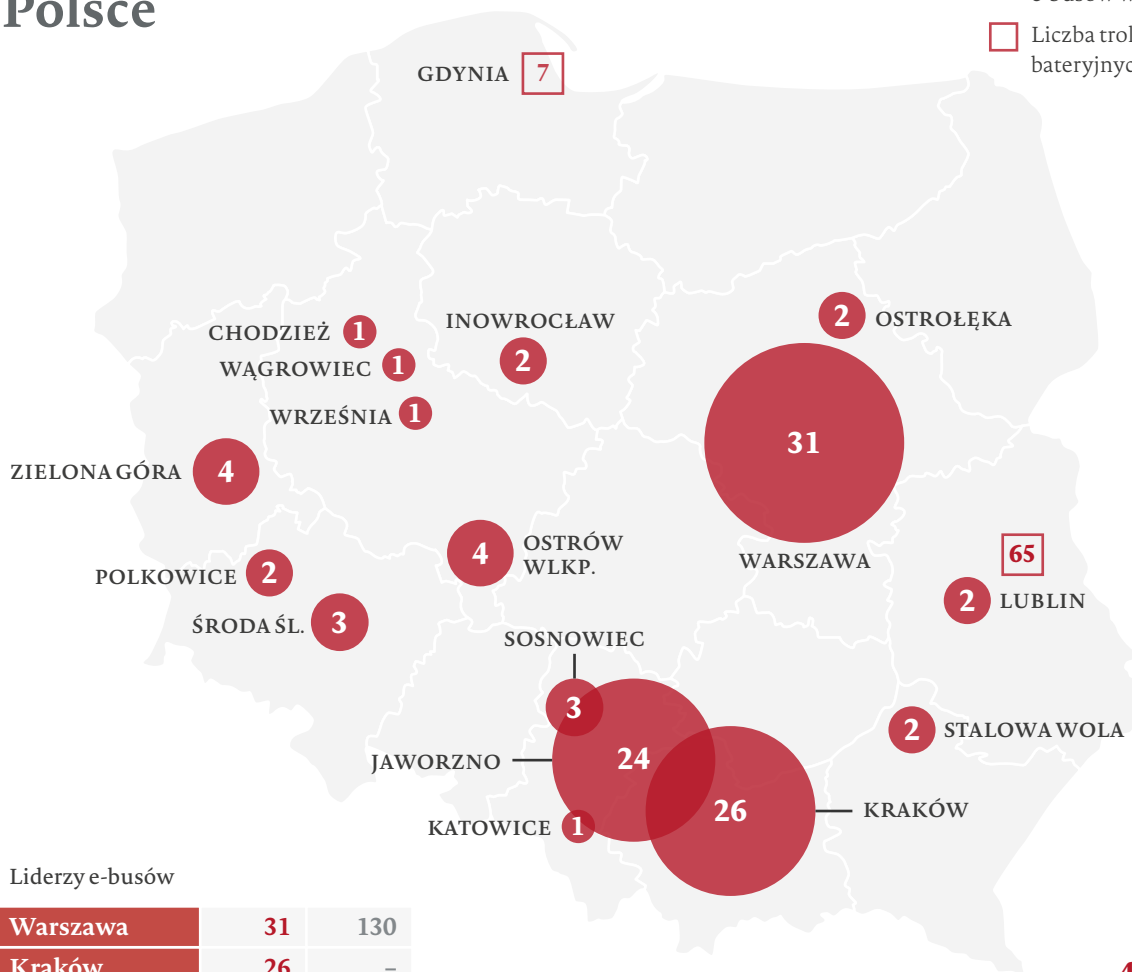 Polsce
Liczba
GDYNIA 7
CHODZIEŻ 1
WĄGROWIEC 1
WRZEŚNIA 1
INOWROCŁAW
2
2 OSTROŁĘKA
31
WARSZAWA
ZIELONA GÓRA 4
POLKOWICE 2
ŚRODA ŚL. 3
4 OSTRÓW
WLKP.
65
2 LUBLIN
SOSNOWIEC
3
JAWORZNO 24
2 STALOWA WOLA
26 KRAKÓW
KATOWICE 1
Liderzy e-busów
Warszawa 31 130
Kraków 26 –